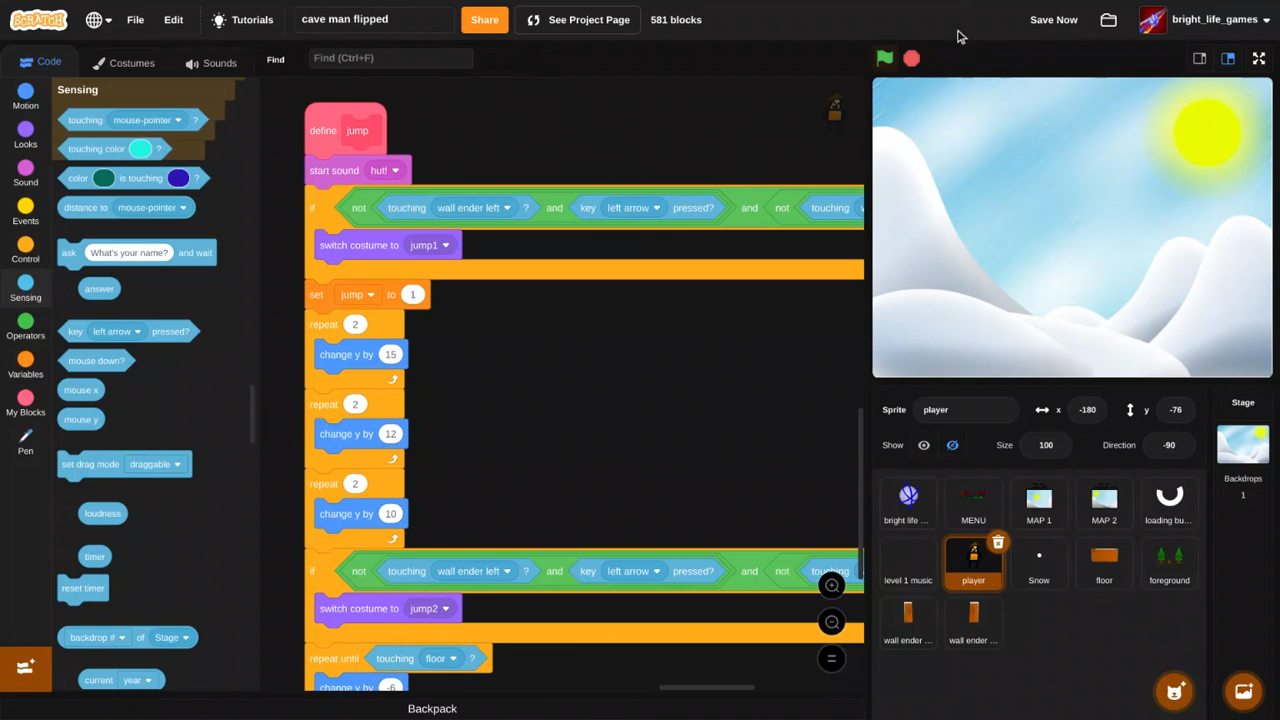 SCRATCH File Edit Tutorials cave man flipped Share See Project Page 581 blocks Save Now bright_life_games
Code Costumes Sounds Find Find (Ctrl+F)
Motion
Looks
Sound
Events
Control
Sensing
Operators
Variables
My Blocks
Pen
Sensing
touching mouse-pointer ?
touching color ?
color is touching ?
distance to mouse-pointer
ask What's your name? and wait
answer
key left arrow pressed?
mouse down?
mouse x
mouse y
set drag mode draggable
loudness
timer
reset timer
backdrop # of Stage
current year
define jump
start sound hut!
if not touching wall ender left ? and key left arrow pressed? and not touching
switch costume to jump1
set jump to 1
repeat 2
change y by 15
repeat 2
change y by 12
repeat 2
change y by 10
if not touching wall ender left ? and key left arrow pressed? and not touching
switch costume to jump2
repeat until touching floor ?
change y by -6
Backpack
Sprite player x -180 y -76
Show Size 100 Direction -90
bright life ... MENU MAP 1 MAP 2 loading bu...
level 1 music player Snow floor foreground
wall ender ... wall ender ...
Stage
Backdrops
1